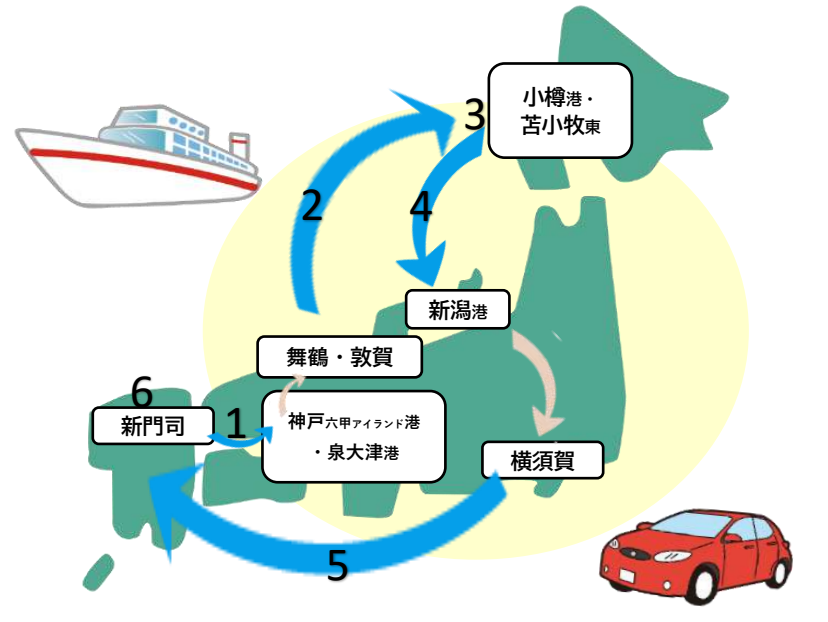 小樽港・
苫小牧東
3
2
4
新潟港
舞鶴・敦賀
6
新門司
1
神戸六甲アイランド港
・泉大津港
横須賀
5